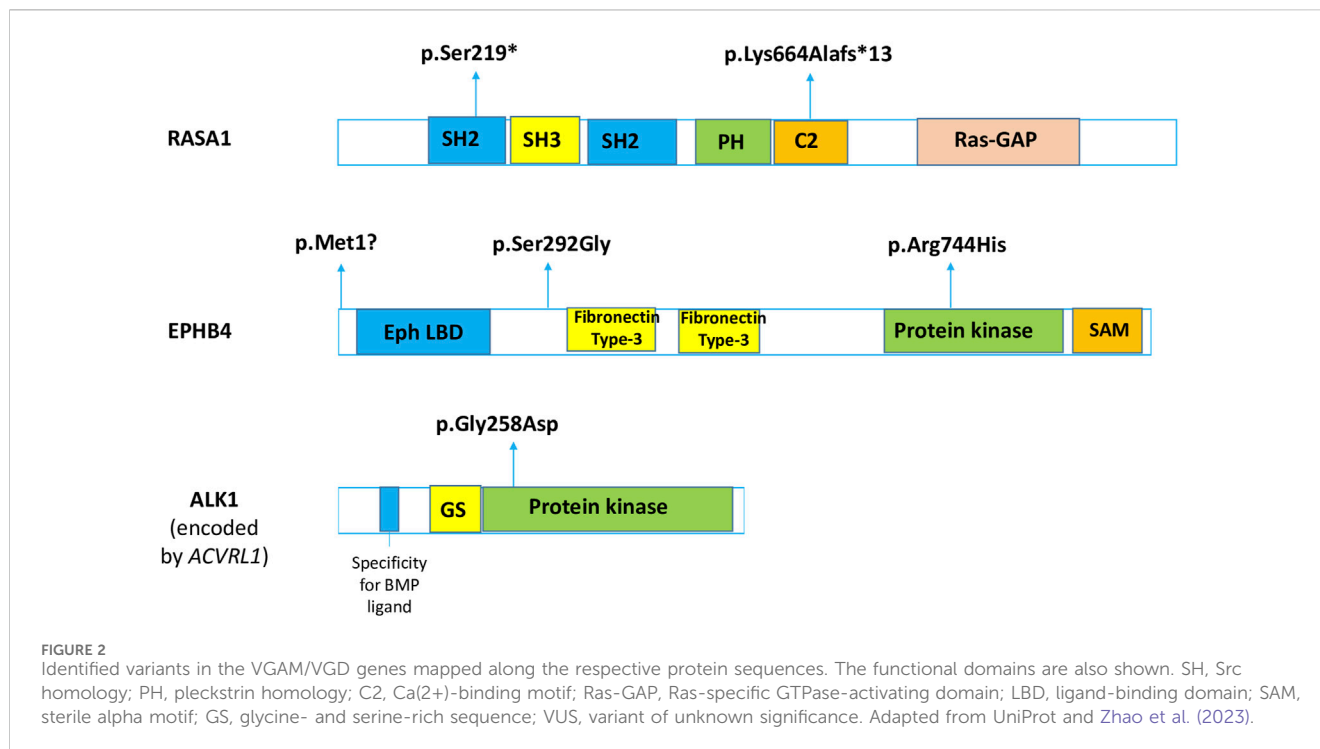 p.Ser219*
p.Lys664Alafs*13
RASA1
SH2
SH3
SH2
PH
C2
Ras-GAP
p.Met1?
p.Ser292Gly
p.Arg744His
EPHB4
Eph LBD
Fibronectin
Type-3
Fibronectin
Type-3
Protein kinase
SAM
p.Gly258Asp
ALK1
(encoded
by ACVRL1)
GS
Protein kinase
Specificity
for BMP
ligand
FIGURE 2
Identified variants in the VGAM/VGD genes mapped along the respective protein sequences. The functional domains are also shown. SH, Src
homology; PH, pleckstrin homology; C2, Ca(2+)-binding motif; Ras-GAP, Ras-specific GTPase-activating domain; LBD, ligand-binding domain; SAM,
sterile alpha motif; GS, glycine- and serine-rich sequence; VUS, variant of unknown significance. Adapted from UniProt and Zhao et al. (2023).